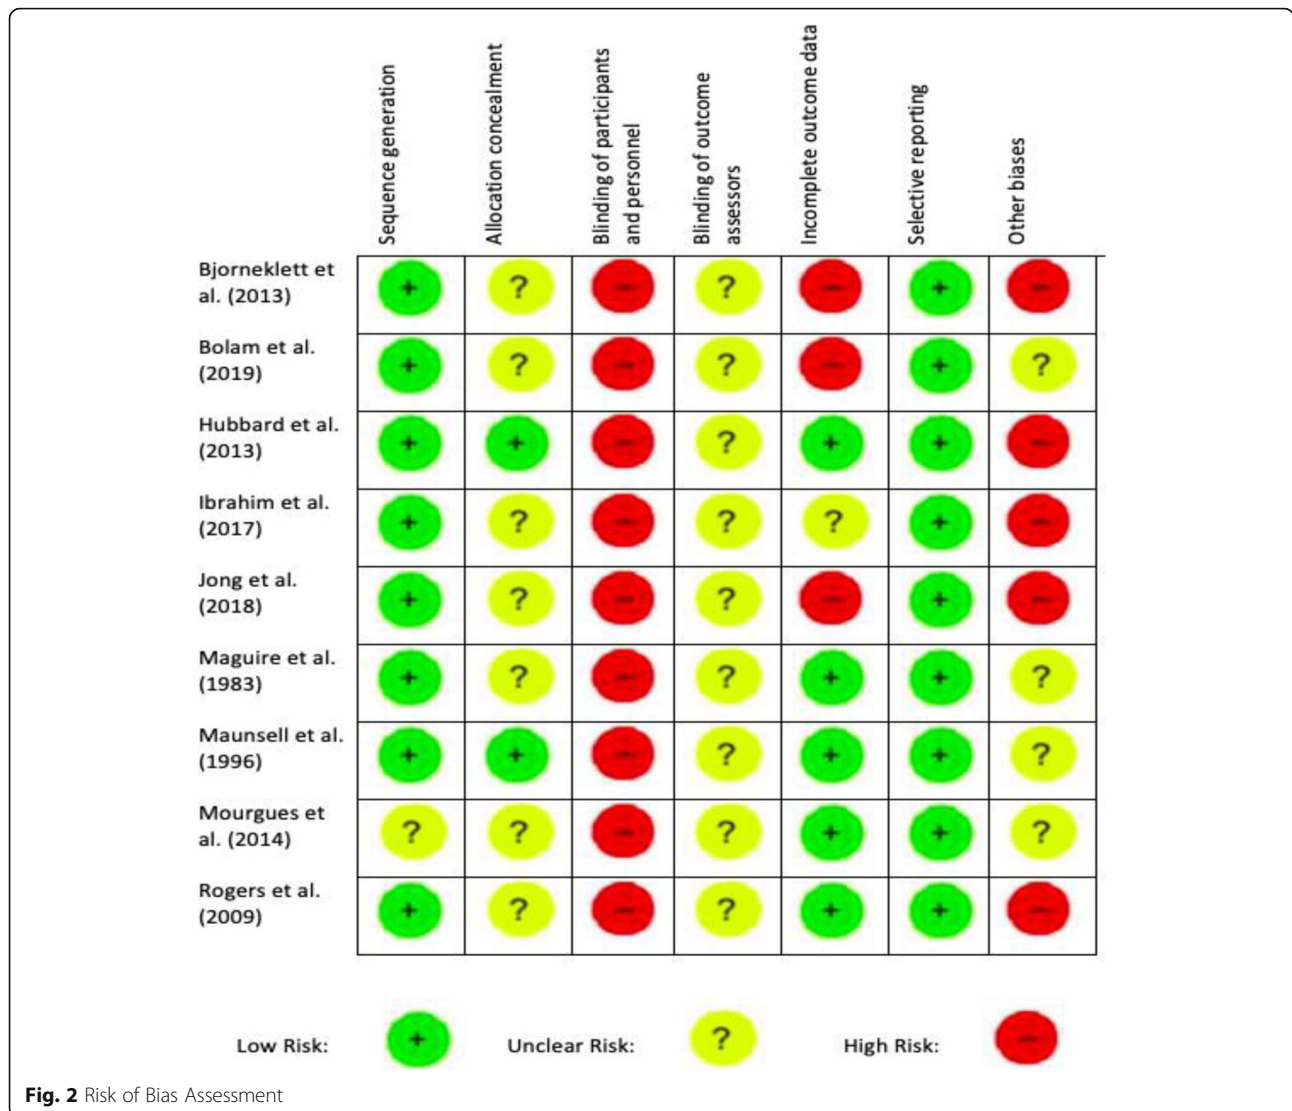 Sequence generation
Allocation concealment
Blinding of participants
and personnel
Blinding of outcome
assessors
Incomplete outcome data
Selective reporting
Other biases
Bjorneklett et
al. (2013)
+ ? − ? − + −
Bolam et al.
(2019)
+ ? − ? − + ?
Hubbard et al.
(2013)
+ + − ? + + −
Ibrahim et al.
(2017)
+ ? − ? ? + −
Jong et al.
(2018)
+ ? − ? − + −
Maguire et al.
(1983)
+ ? − ? + + ?
Maunsell et al.
(1996)
+ + − ? + + ?
Mourgues et
al. (2014)
? ? − ? + + ?
Rogers et al.
(2009)
+ ? − ? + + −
Low Risk: + Unclear Risk: ? High Risk: −
Fig. 2 Risk of Bias Assessment